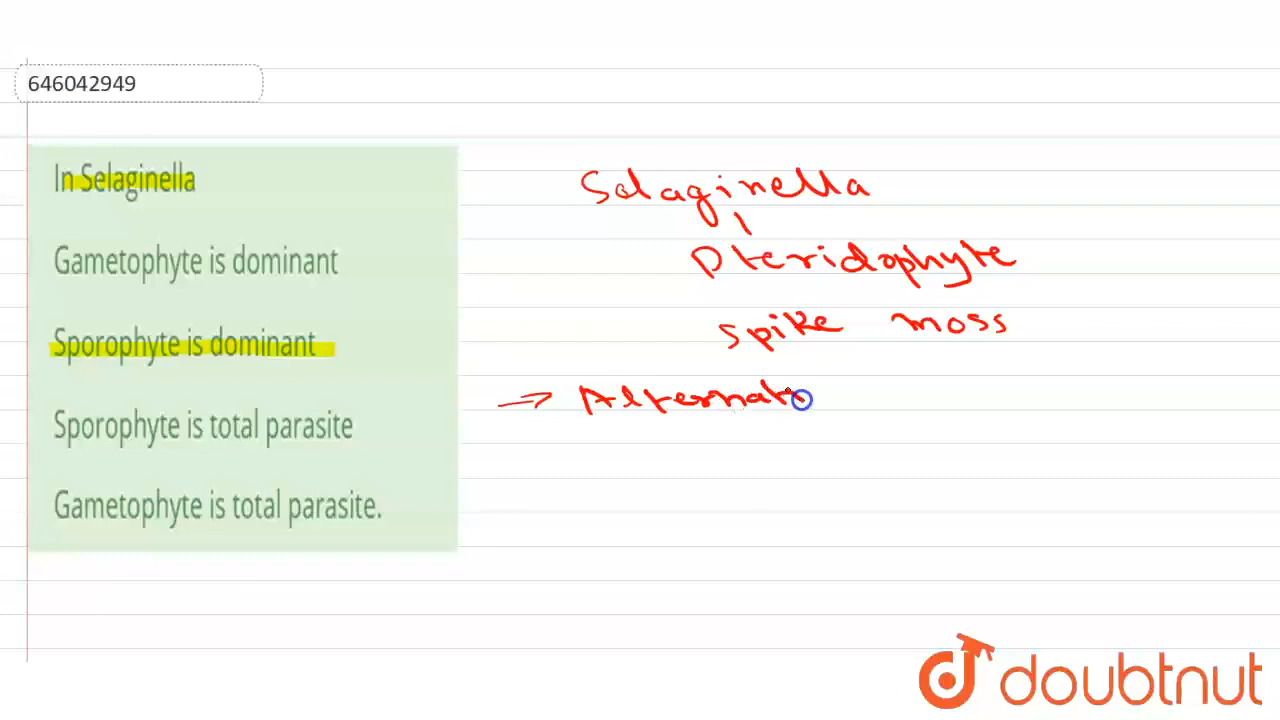 646042949
In Selaginella
Gametophyte is dominant
Sporophyte is dominant
Sporophyte is total parasite
Gametophyte is total parasite.
Selaginella
Pteridophyte
Spike moss
⇒ Alternat
doubtnut